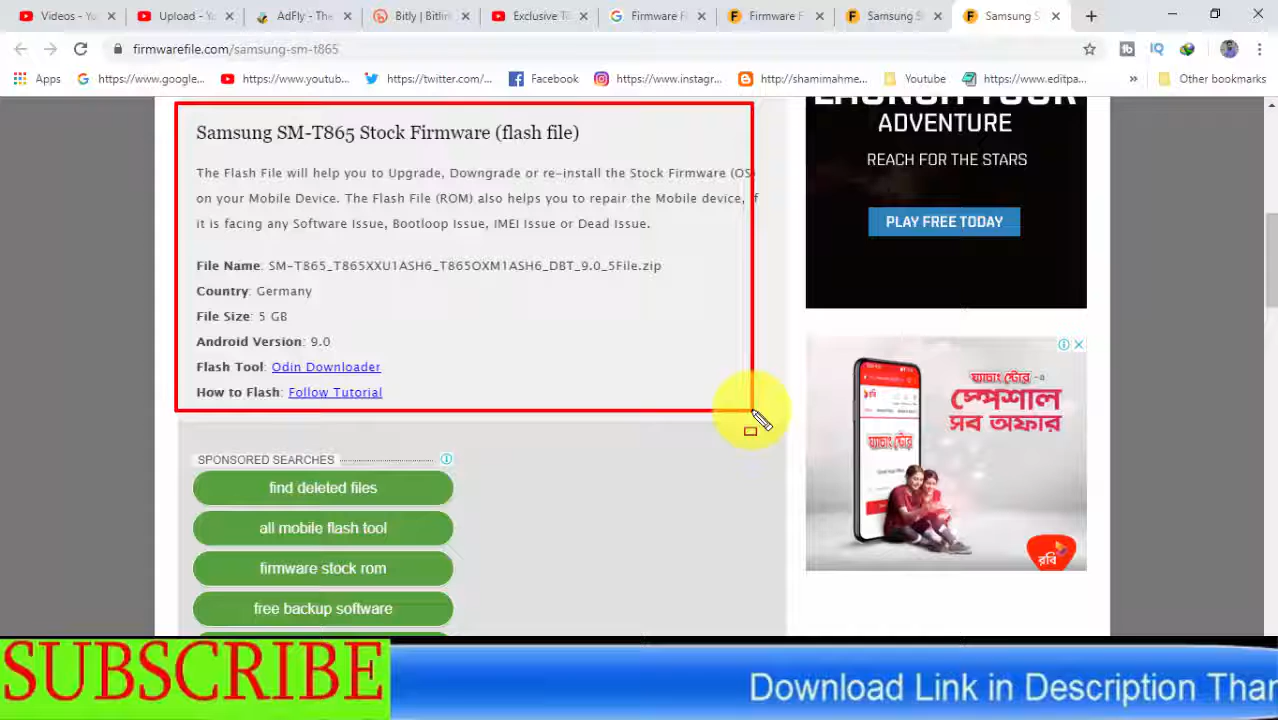 Videos - Yo
Upload - Yo
AdFly - The
Bitly | Bitlin
Exclusive To
Firmware Fi
Firmware F
Samsung S
Samsung S
firmwarefile.com/samsung-sm-t865
Apps
https://www.google,...
https://www.youtub...
https://twitter.com/...
Facebook
https://www.instagr...
http://shamimahme...
Youtube
https://www.editpa...
Other bookmarks
Samsung SM-T865 Stock Firmware (flash file)
The Flash File will help you to Upgrade, Downgrade or re-install the Stock Firmware (OS)
on your Mobile Device. The Flash File (ROM) also helps you to repair the Mobile device, if
it is facing any Software Issue, Bootloop Issue, IMEI Issue or Dead Issue.
File Name: SM-T865_T865XXU1ASH6_T865OXM1ASH6_DBT_9.0_5File.zip
Country: Germany
File Size: 5 GB
Android Version: 9.0
Flash Tool: Odin Downloader
How to Flash: Follow Tutorial
SPONSORED SEARCHES
find deleted files
all mobile flash tool
firmware stock rom
free backup software
LAUNCH YOUR
ADVENTURE
REACH FOR THE STARS
PLAY FREE TODAY
ম্যাচাং স্টোর -এ
স্পেশাল
সব অফার
রবি
SUBSCRIBE
Download Link in Description Than